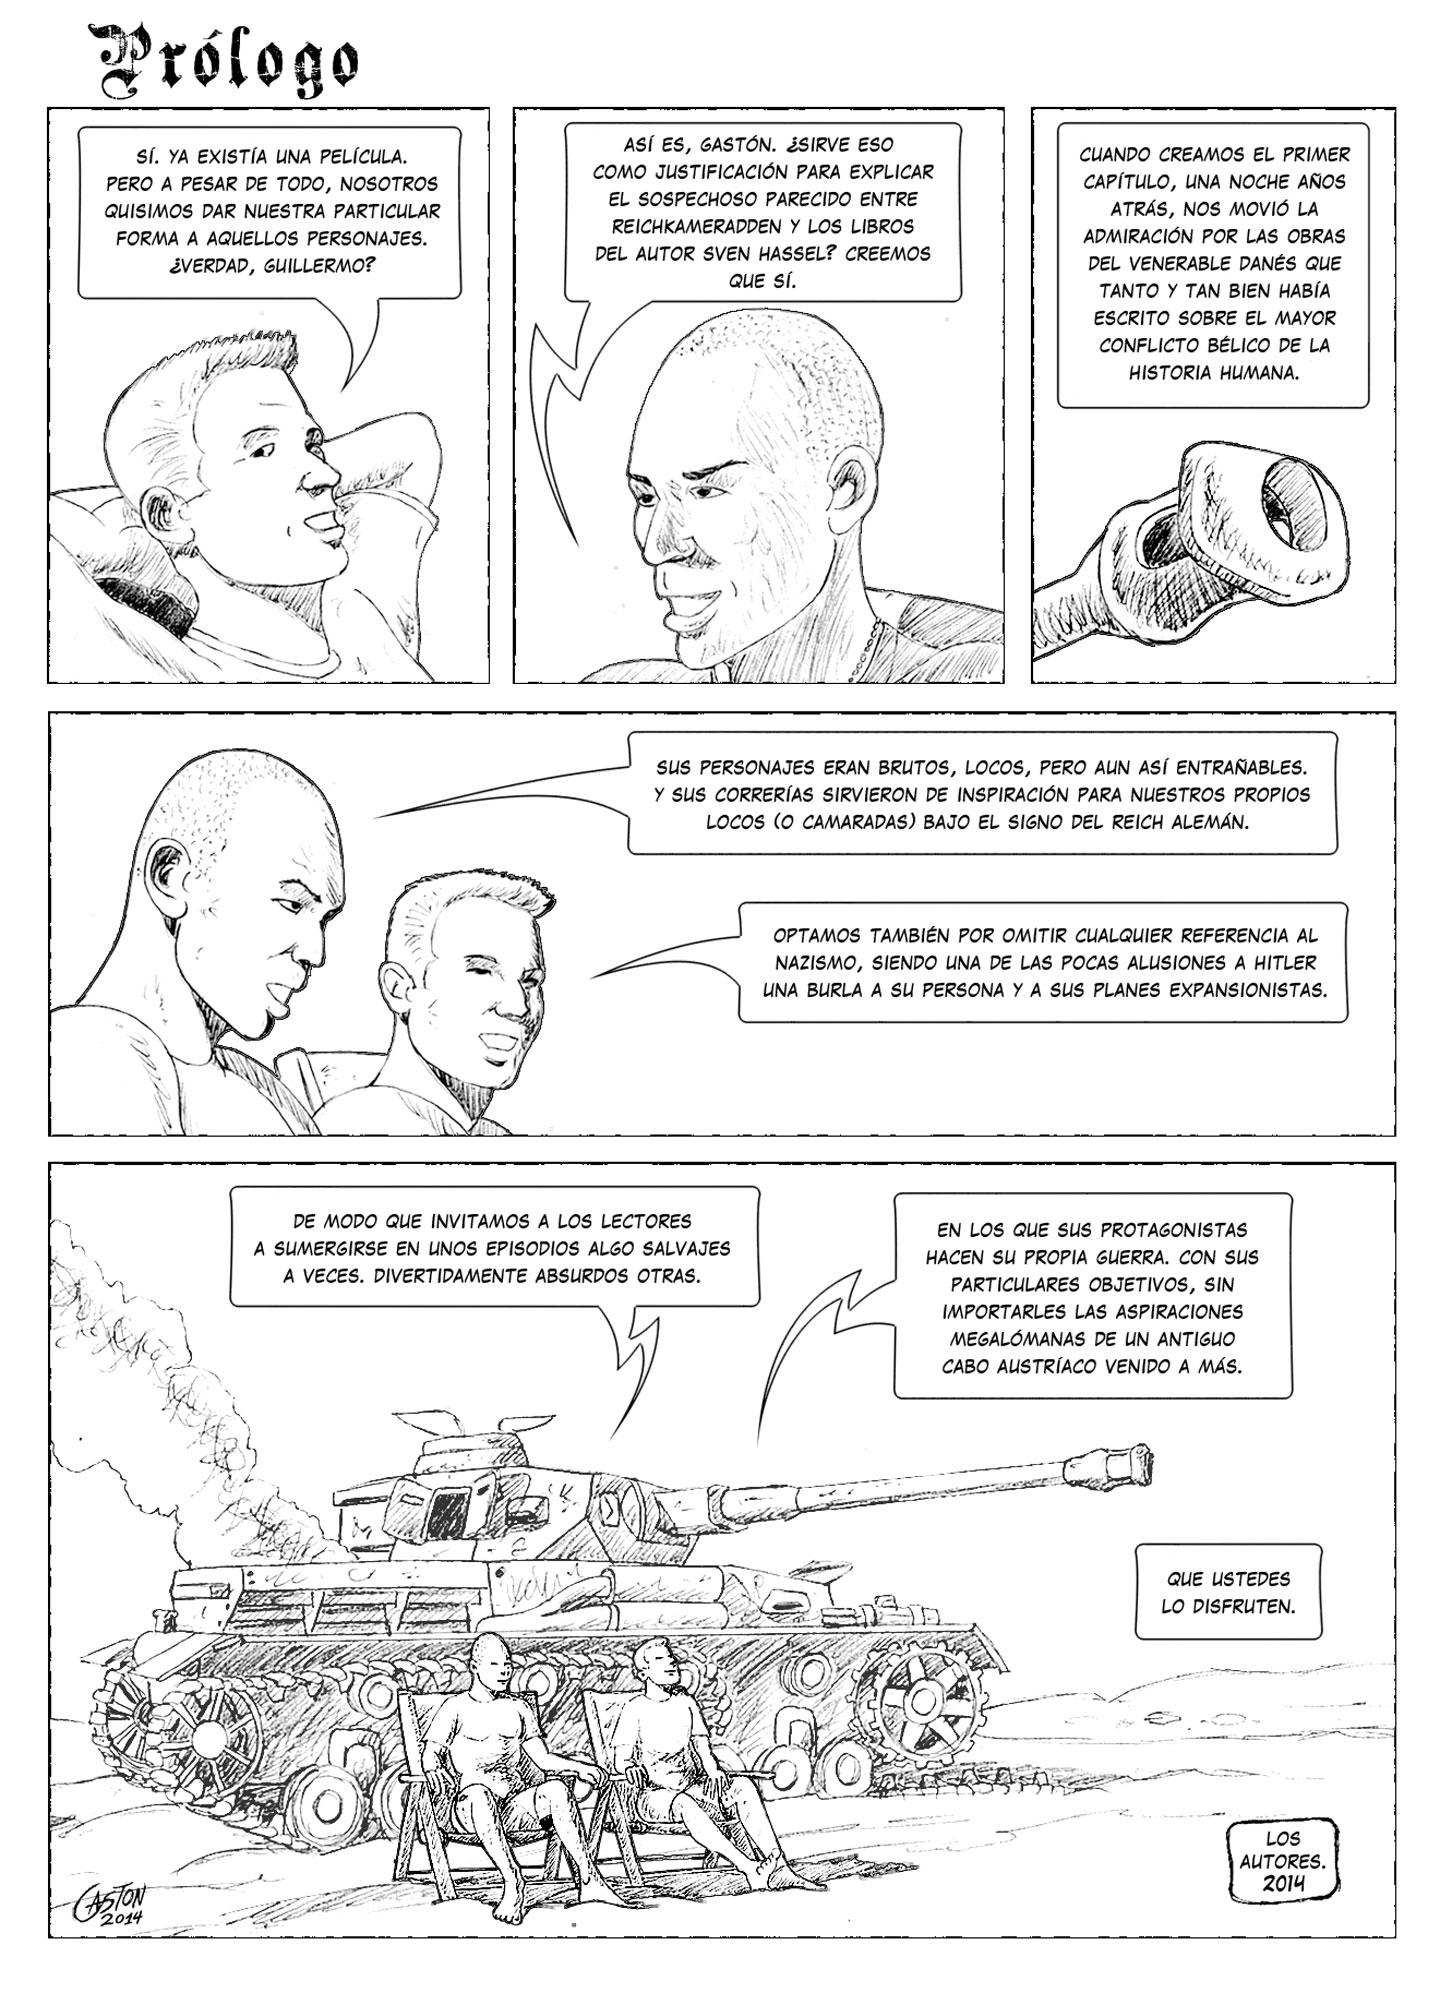 Prólogo
SÍ. YA EXISTÍA UNA PELÍCULA.
PERO A PESAR DE TODO, NOSOTROS
QUISIMOS DAR NUESTRA PARTICULAR
FORMA A AQUELLOS PERSONAJES.
¿VERDAD, GUILLERMO?
ASÍ ES, GASTÓN. ¿SIRVE ESO
COMO JUSTIFICACIÓN PARA EXPLICAR
EL SOSPECHOSO PARECIDO ENTRE
REICHKAMERADDEN Y LOS LIBROS
DEL AUTOR SVEN HASSEL? CREEMOS
QUE SÍ.
CUANDO CREAMOS EL PRIMER
CAPÍTULO, UNA NOCHE AÑOS
ATRÁS, NOS MOVIÓ LA
ADMIRACIÓN POR LAS OBRAS
DEL VENERABLE DANÉS QUE
TANTO Y TAN BIEN HABÍA
ESCRITO SOBRE EL MAYOR
CONFLICTO BÉLICO DE LA
HISTORIA HUMANA.
SUS PERSONAJES ERAN BRUTOS, LOCOS, PERO AUN ASÍ ENTRAÑABLES.
Y SUS CORRERÍAS SIRVIERON DE INSPIRACIÓN PARA NUESTROS PROPIOS
LOCOS (O CAMARADAS) BAJO EL SIGNO DEL REICH ALEMÁN.
OPTAMOS TAMBIÉN POR OMITIR CUALQUIER REFERENCIA AL
NAZISMO, SIENDO UNA DE LAS POCAS ALUSIONES A HITLER
UNA BURLA A SU PERSONA Y A SUS PLANES EXPANSIONISTAS.
DE MODO QUE INVITAMOS A LOS LECTORES
A SUMERGIRSE EN UNOS EPISODIOS ALGO SALVAJES
A VECES. DIVERTIDAMENTE ABSURDOS OTRAS.
EN LOS QUE SUS PROTAGONISTAS
HACEN SU PROPIA GUERRA. CON SUS
PARTICULARES OBJETIVOS, SIN
IMPORTARLES LAS ASPIRACIONES
MEGALÓMANAS DE UN ANTIGUO
CABO AUSTRÍACO VENIDO A MÁS.
QUE USTEDES
LO DISFRUTEN.
LOS
AUTORES.
2014
GASTON
2014